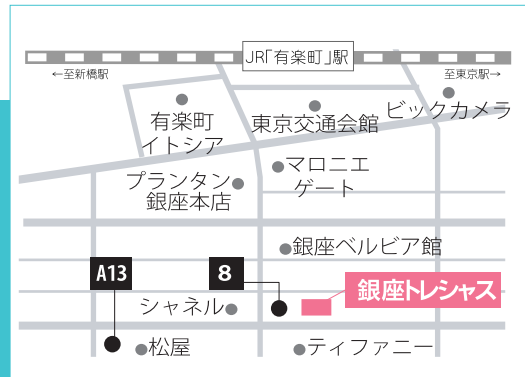 JR「有楽町」駅
←至新橋駅
至東京駅→
有楽町
イトシア
東京交通会館
ビックカメラ
マロニエ
ゲート
プランタン
銀座本店
銀座ベルビア館
A13
8
銀座トレシャス
シャネル
松屋
ティファニー